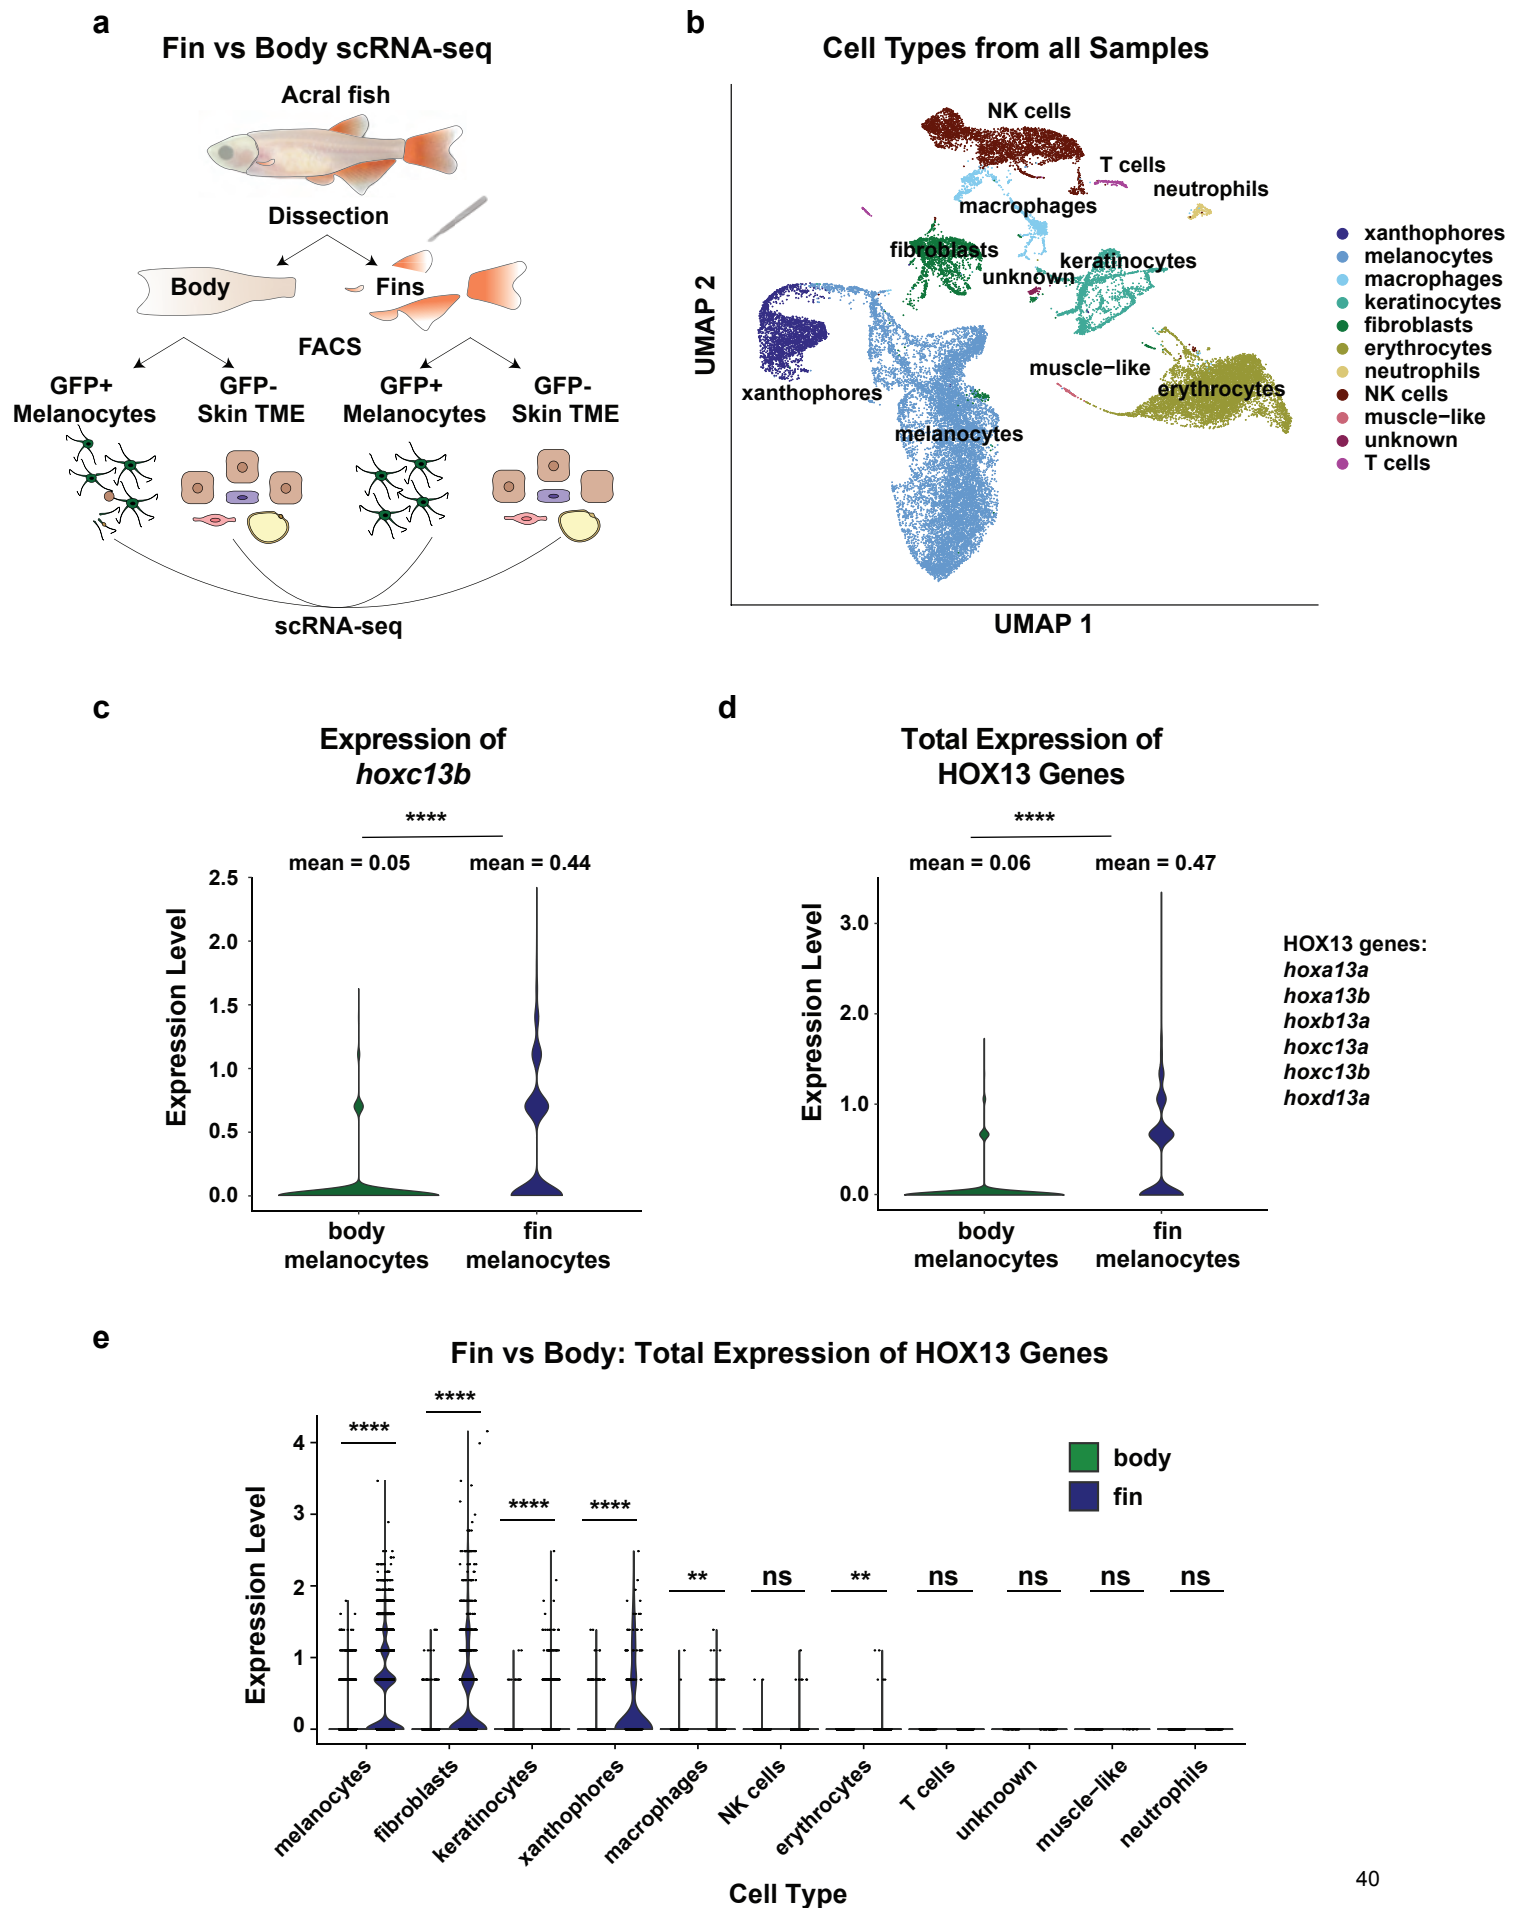 a
Fin vs Body scRNA-seq
Acral fish
Dissection
Body
Fins
FACS
GFP+
Melanocytes
GFP-
Skin TME
GFP+
Melanocytes
GFP-
Skin TME
scRNA-seq
b
Cell Types from all Samples
NK cells
T cells
neutrophils
macrophages
fibroblasts
unknown
keratinocytes
muscle−like
erythrocytes
xanthophores
melanocytes
UMAP 2
UMAP 1
xanthophores
melanocytes
macrophages
keratinocytes
fibroblasts
erythrocytes
neutrophils
NK cells
muscle−like
unknown
T cells
c
Expression of
hoxc13b
****
mean = 0.05
mean = 0.44
Expression Level
2.5
2.0
1.5
1.0
0.5
0.0
body
melanocytes
fin
melanocytes
d
Total Expression of
HOX13 Genes
****
mean = 0.06
mean = 0.47
Expression Level
3.0
2.0
1.0
0.0
body
melanocytes
fin
melanocytes
HOX13 genes:
hoxa13a
hoxa13b
hoxb13a
hoxc13a
hoxc13b
hoxd13a
e
Fin vs Body: Total Expression of HOX13 Genes
****
****
****
****
**
ns
**
ns
ns
ns
ns
body
fin
Expression Level
4
3
2
1
0
melanocytes
fibroblasts
keratinocytes
xanthophores
macrophages
NK cells
erythrocytes
T cells
unknoown
muscle−like
neutrophils
Cell Type
40